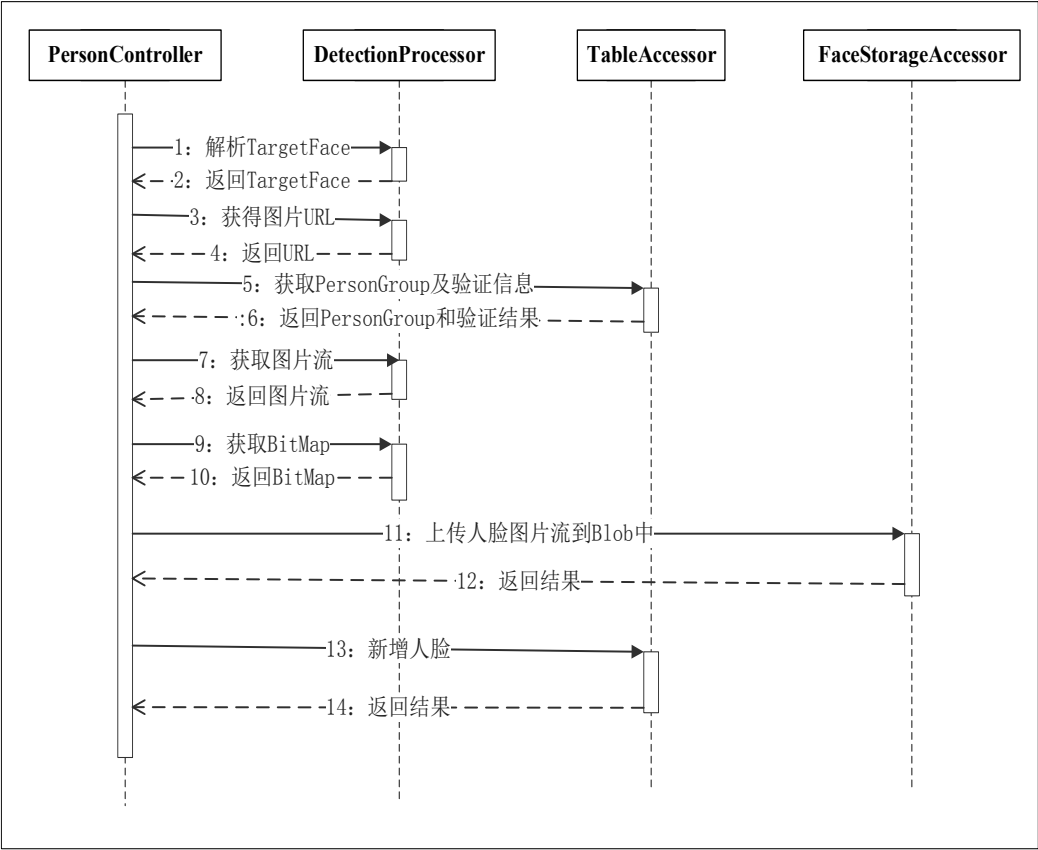 PersonController
DetectionProcessor
TableAccessor
FaceStorageAccessor
1: 解析TargetFace
2: 返回TargetFace
3: 获得图片URL
4: 返回URL
5: 获取PersonGroup及验证信息
:6: 返回PersonGroup和验证结果
7: 获取图片流
8: 返回图片流
9: 获取BitMap
10: 返回BitMap
11: 上传人脸图片流到Blob中
12: 返回结果
13: 新增人脸
14: 返回结果